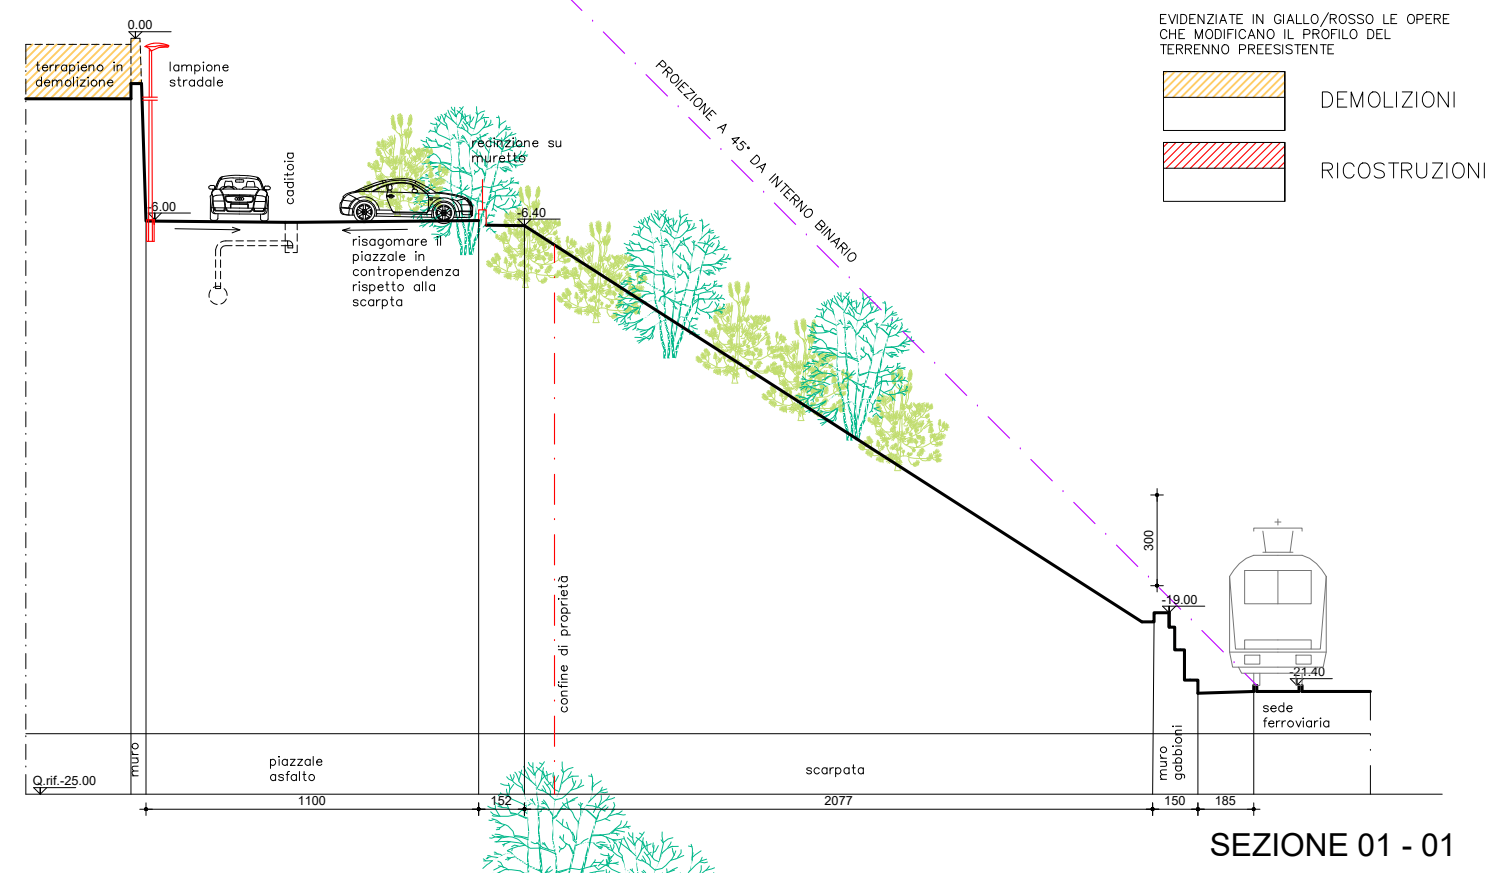 EVIDENZIATE IN GIALLO/ROSSO LE OPERE
CHE MODIFICANO IL PROFILO DEL
TERRENNO PREESISTENTE
DEMOLIZIONI
RICOSTRUZIONI
0.00
terrapieno in
demolizione
lampione
stradale
PROIEZIONE A 45° DA INTERNO BINARIO
redinzione su
muretto
caditoia
-6.00
-6.40
risagomare il
piazzale in
contropendenza
rispetto alla
scarpta
300
-19.00
-21.40
confine di proprietà
sede
ferroviaria
muro
piazzale
asfalto
scarpata
muro
gabbioni
Q.rif.-25.00
1100
152
2077
150
185
SEZIONE 01 - 01